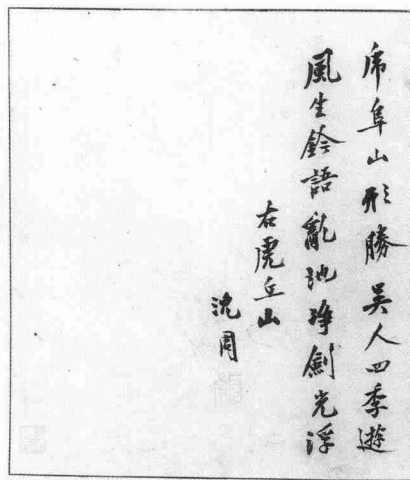 虎阜山形勝吳人四季遊
風生鈴語亂池淨劍光浮
右虎丘山
沈周